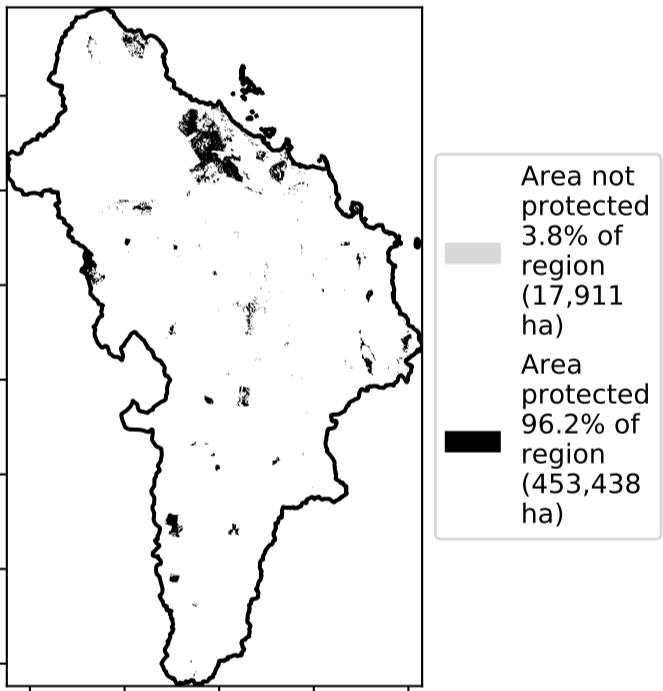 Area not
protected
3.8% of
region
(17,911
ha)
Area
protected
96.2% of
region
(453,438
ha)